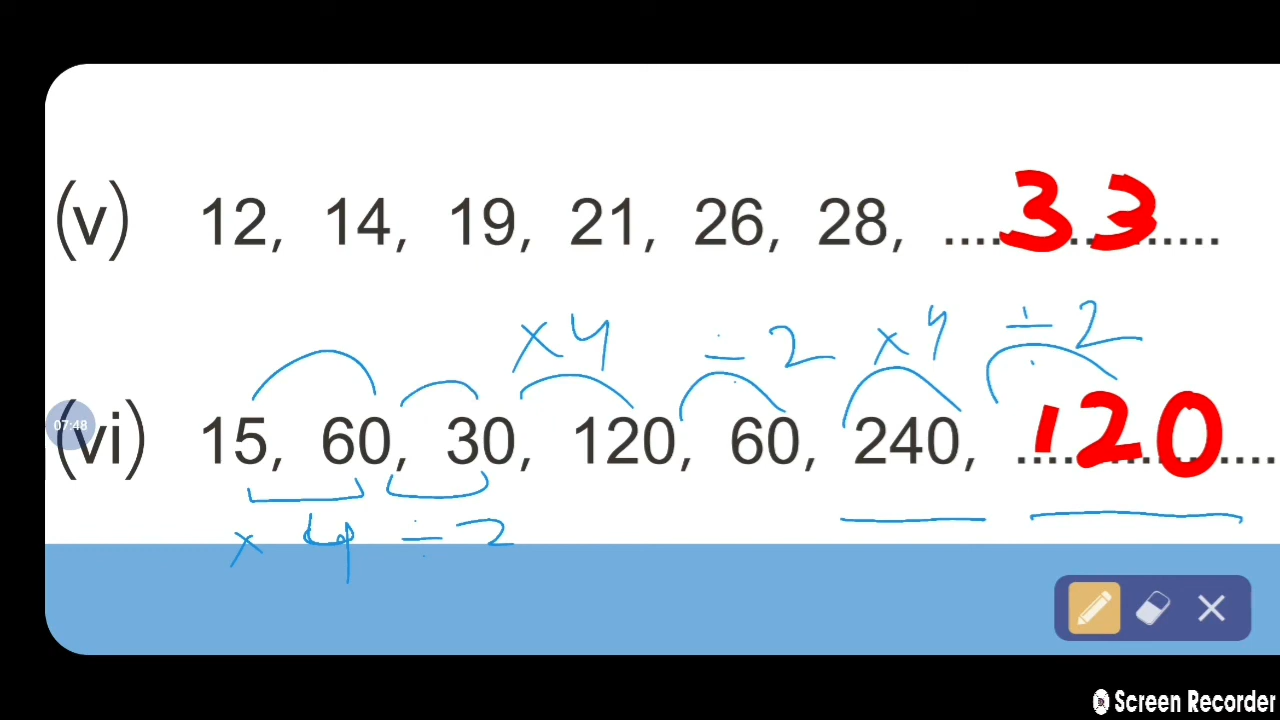 (v) 12, 14, 19, 21, 26, 28, ....33....
×4 ÷2 ×4 ÷2
(vi) 15, 60, 30, 120, 60, 240, ....120....
07:48
×4 ÷2
Screen Recorder